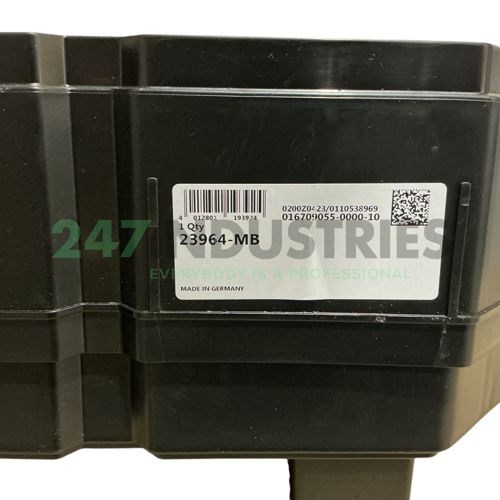 0200Z0423/0110538969
016709055-0000-10
4 012801 193924
1 Qty
23964-MB
247 INDUSTRIES
EVERYBODY IS A PROFESSIONAL
MADE IN GERMANY